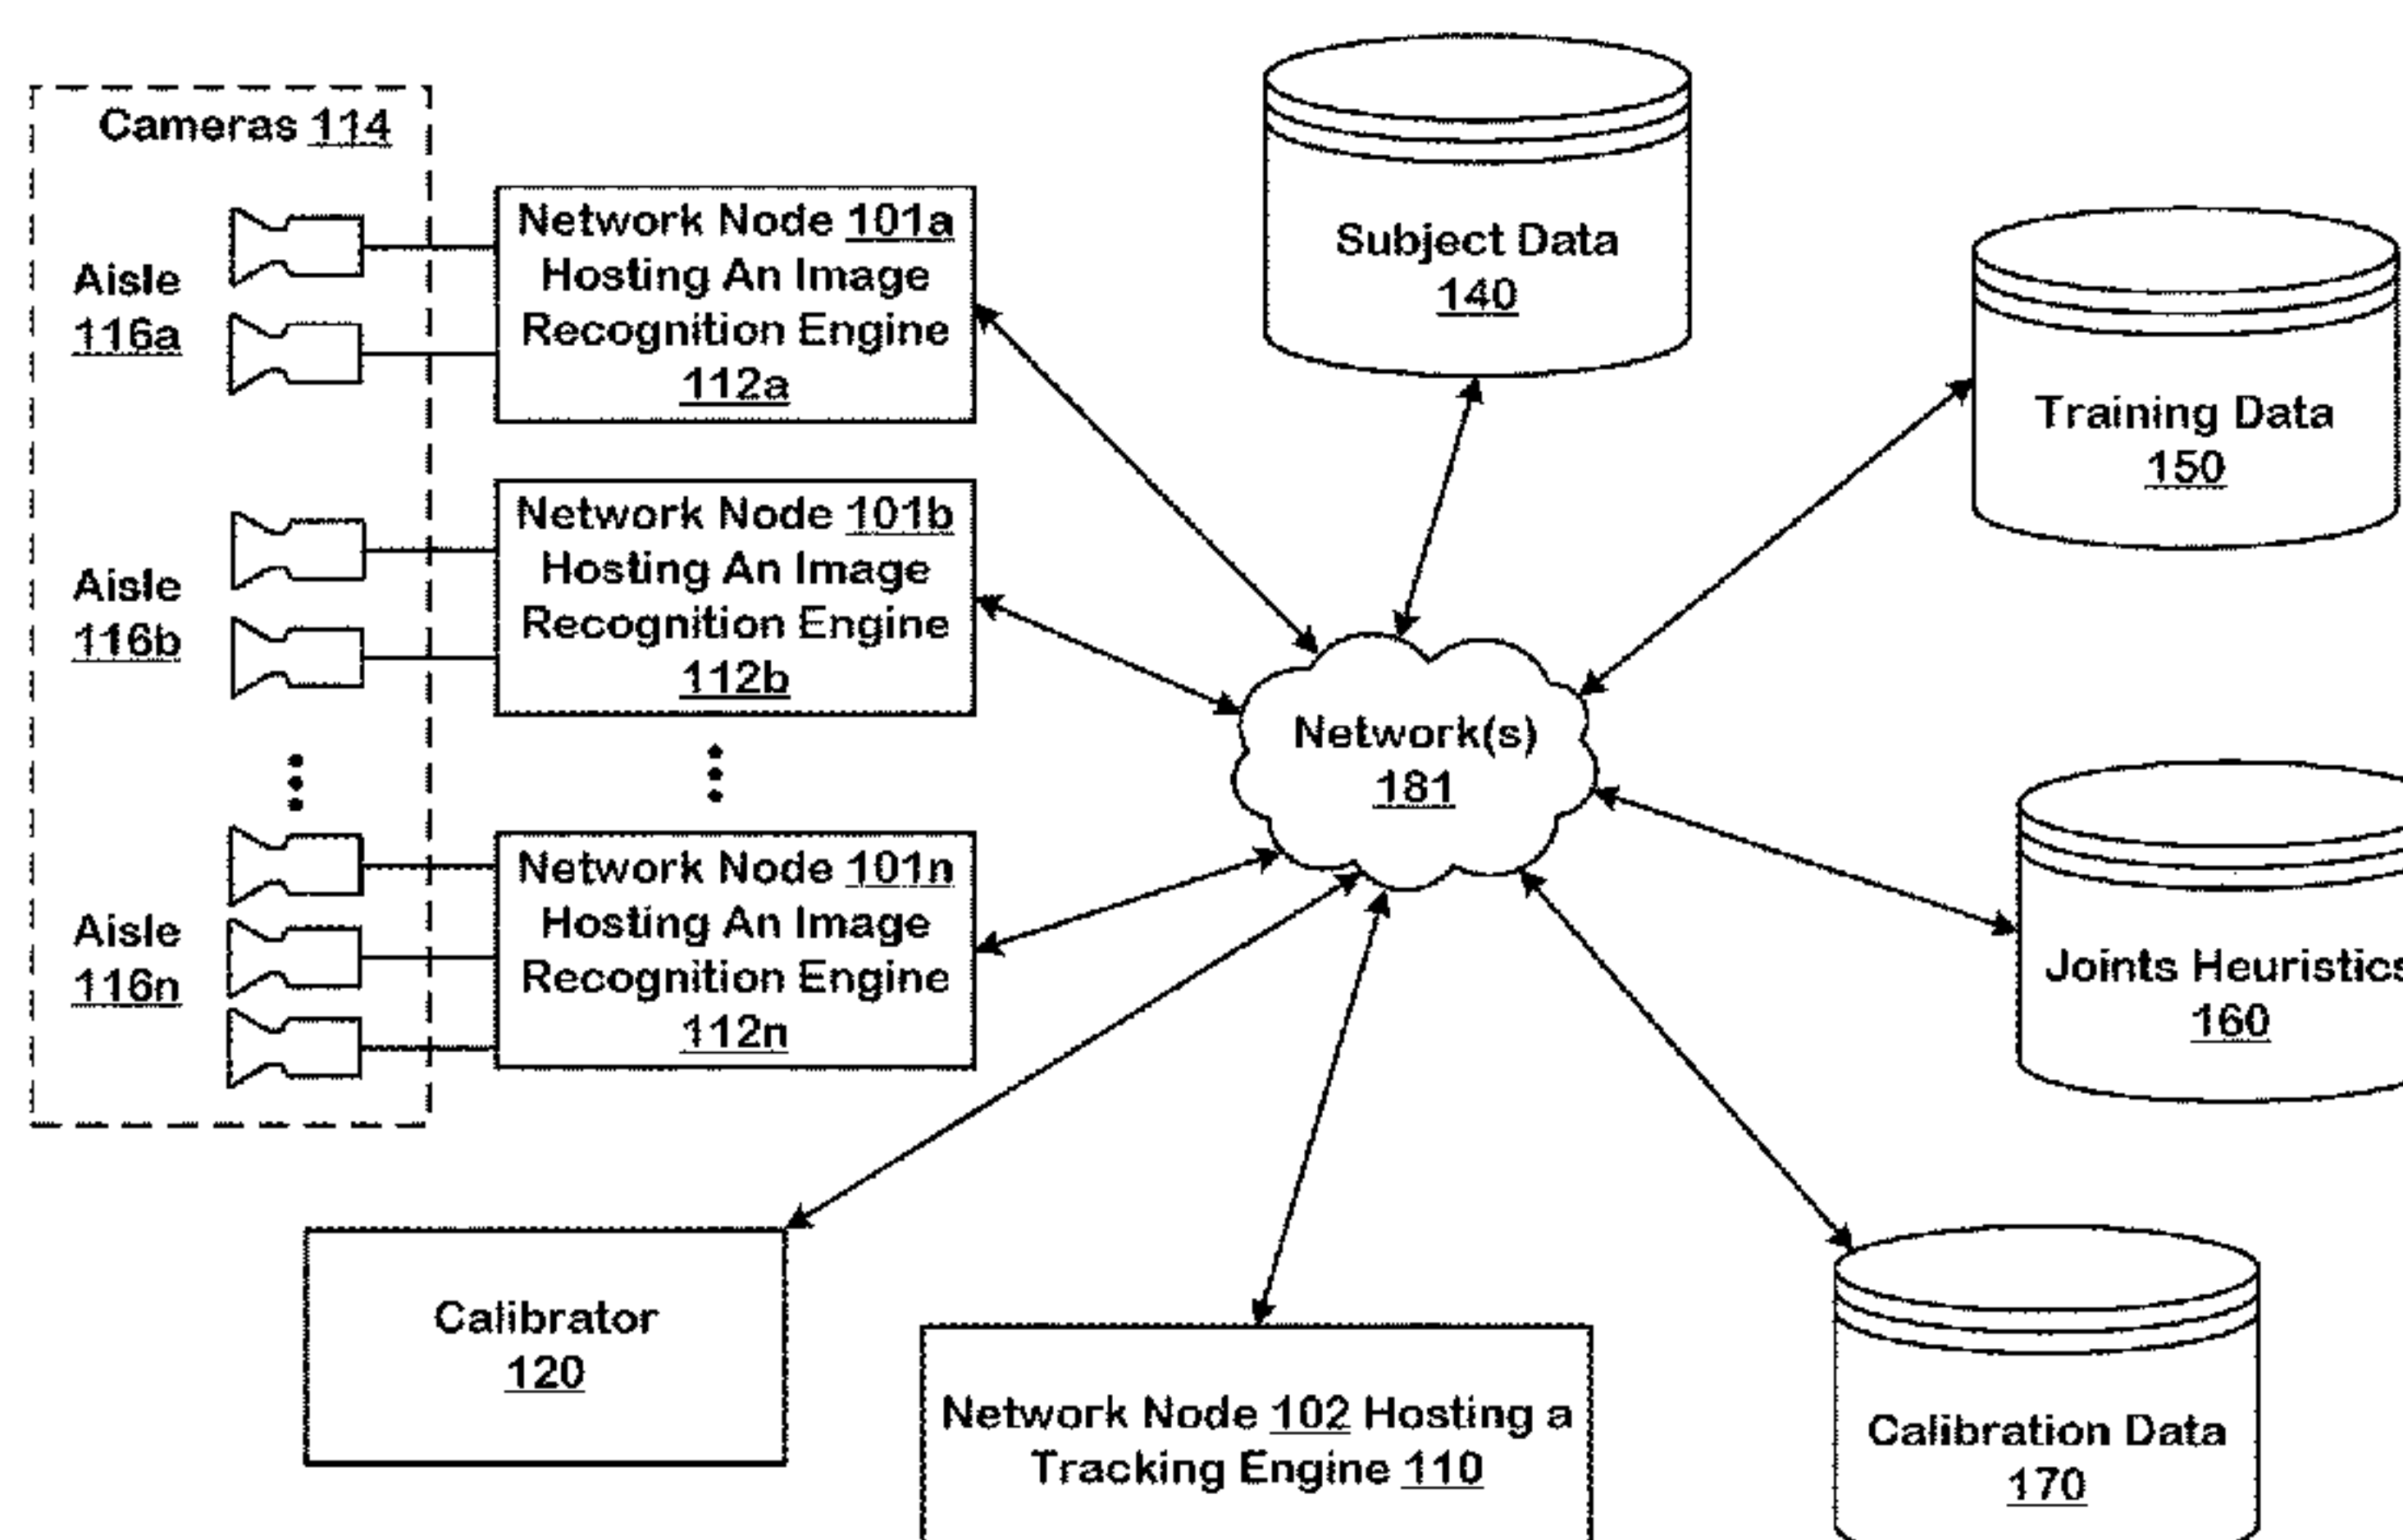 Cameras 114
Aisle
116a
Aisle
116b
Aisle
116n
Network Node 101a
Hosting An Image
Recognition Engine
112a
Network Node 101b
Hosting An Image
Recognition Engine
112b
Network Node 101n
Hosting An Image
Recognition Engine
112n
Subject Data
140
Training Data
150
Network(s)
181
Joints Heuristics
160
Calibrator
120
Network Node 102 Hosting a
Tracking Engine 110
Calibration Data
170